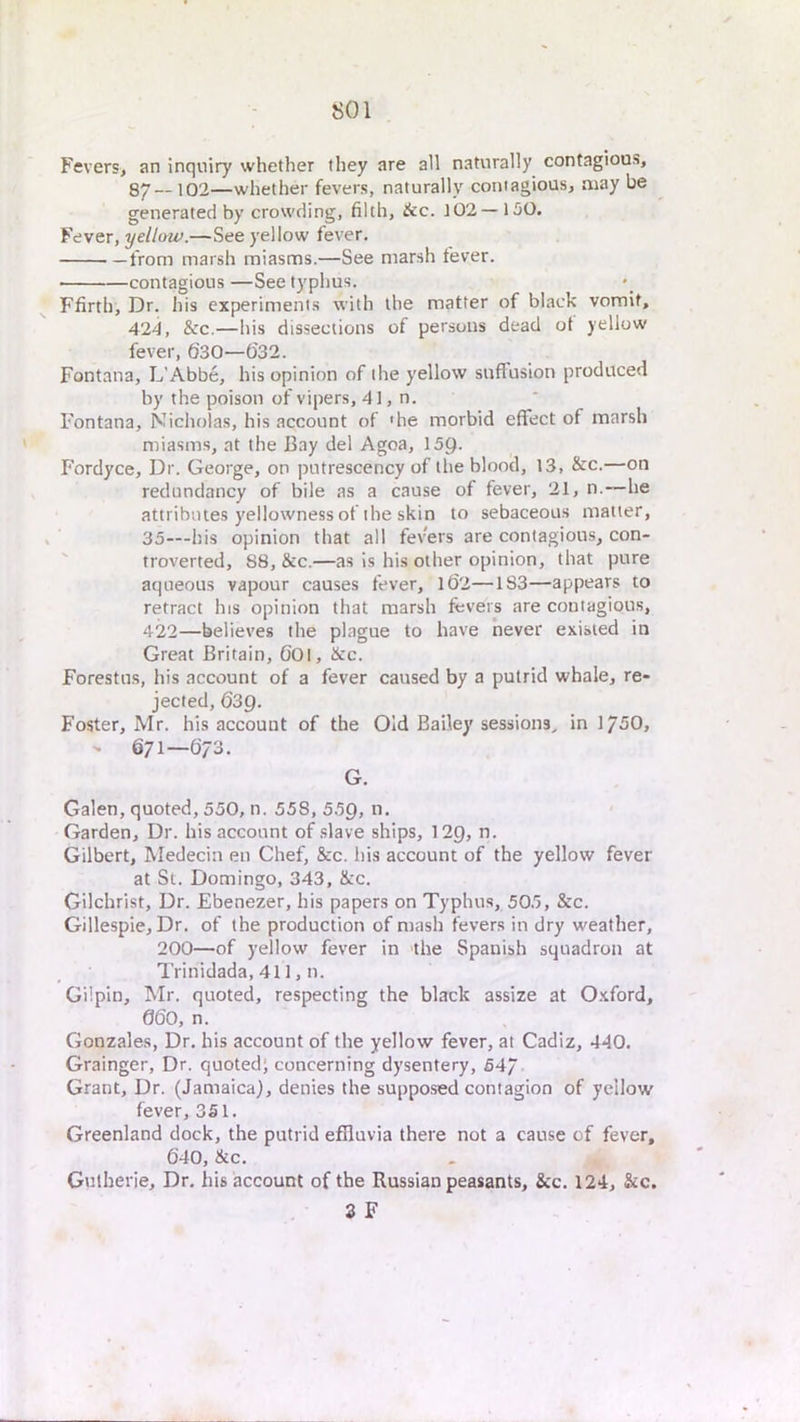 801
Fevers, an inquiry whether they are all naturally contagious,
87—102—whether fevers, naturally contagious, may be
generated by crowding, filth, &c. 102—150.
Fever, yellow.—See yellow fever.
———from marsh miasms.—See marsh fever.
———contagious—See typhus.
Ffirth, Dr. his experiments with the matter of black vomit,
424, &c.—his dissections of persons dead of yellow
fever, 630—632.
Fontana, L'Abbé, his opinion of the yellow suffusion produced
by the poison of vipers, 41, n.
Fontana, Nicholas, his account of the morbid effect of marsh
miasms, at the Bay del Agoa, 159.
Fordyce, Dr. George, on putrescency of the blood, 13, &c.—on
redundancy of bile as a cause of fever, 21, n.—he
attributes yellowness of the skin to sebaceous matter,
35—his opinion that all fevers are contagious, con-
troverted, 88, &c.—as is his other opinion, that pure
aqueous vapour causes fever, 162—183—appears to
retract his opinion that marsh fevers are contagious,
422—believes the plague to have never existed in
Great Britain, 601, &c.
Forestus, his account of a fever caused by a putrid whale, re-
jected, 639.
Foster, Mr. his account of the Old Bailey sessions, in 1750,
671—673.
G.
Galen, quoted, 550, n. 558, 559, n.
Garden, Dr. his account of slave ships, 129, n.
Gilbert, Medecin en Chef, &c. his account of the yellow fever
at St. Domingo, 343, &c.
Gilchrist, Dr. Ebenezer, his papers on Typhus, 505, &c.
Gillespie, Dr. of the production of mash fevers in dry weather,
200—of yellow fever in the Spanish squadron at
Trinidada, 411, n.
Gilpin, Mr. quoted, respecting the black assize at Oxford,
660, n.
Gonzales, Dr. his account of the yellow fever, at Cadiz, 440.
Grainger, Dr. quoted, concerning dysentery, 547
Grant, Dr. (Jamaica), denies the supposed contagion of yellow
fever, 351.
Greenland dock, the putrid effluvia there not a cause of fever,
640, &c.
Gutherie, Dr. his account of the Russian peasants, &c. 124, &c.
3 F